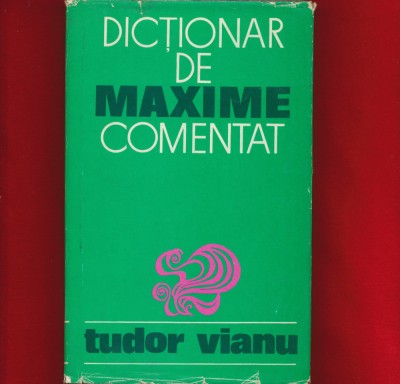 DICȚIONAR
DE
MAXIME
COMENTAT
tudor vianu